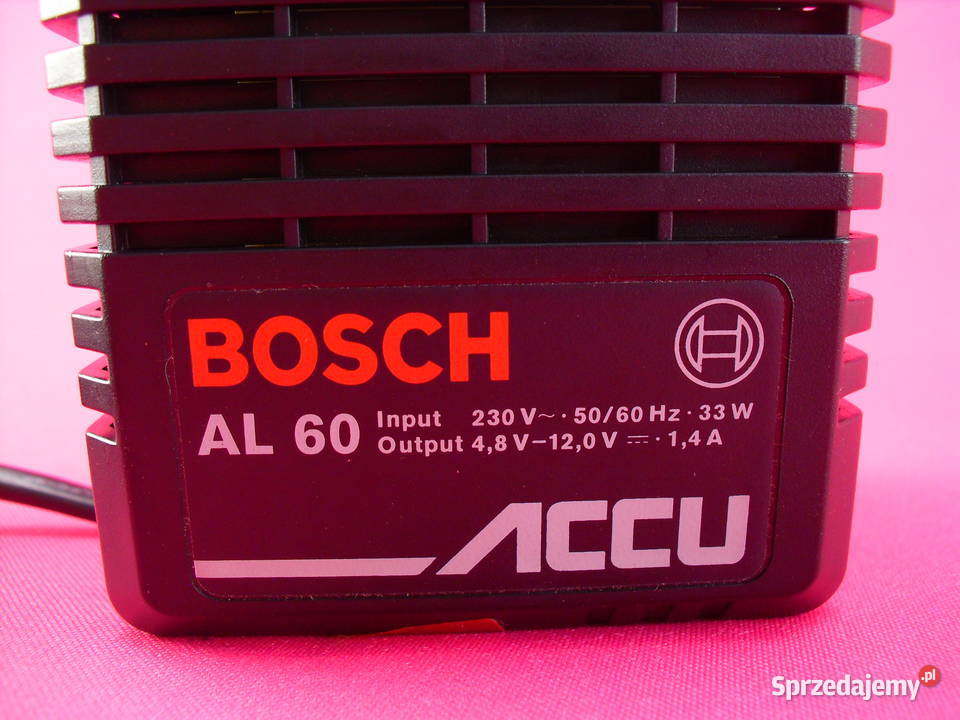 BOSCH
AL 60
Input 230 V~ · 50/60 Hz · 33 W
Output 4,8 V–12,0 V ⎓ · 1,4 A
ACCU
Sprzedajemy.pl